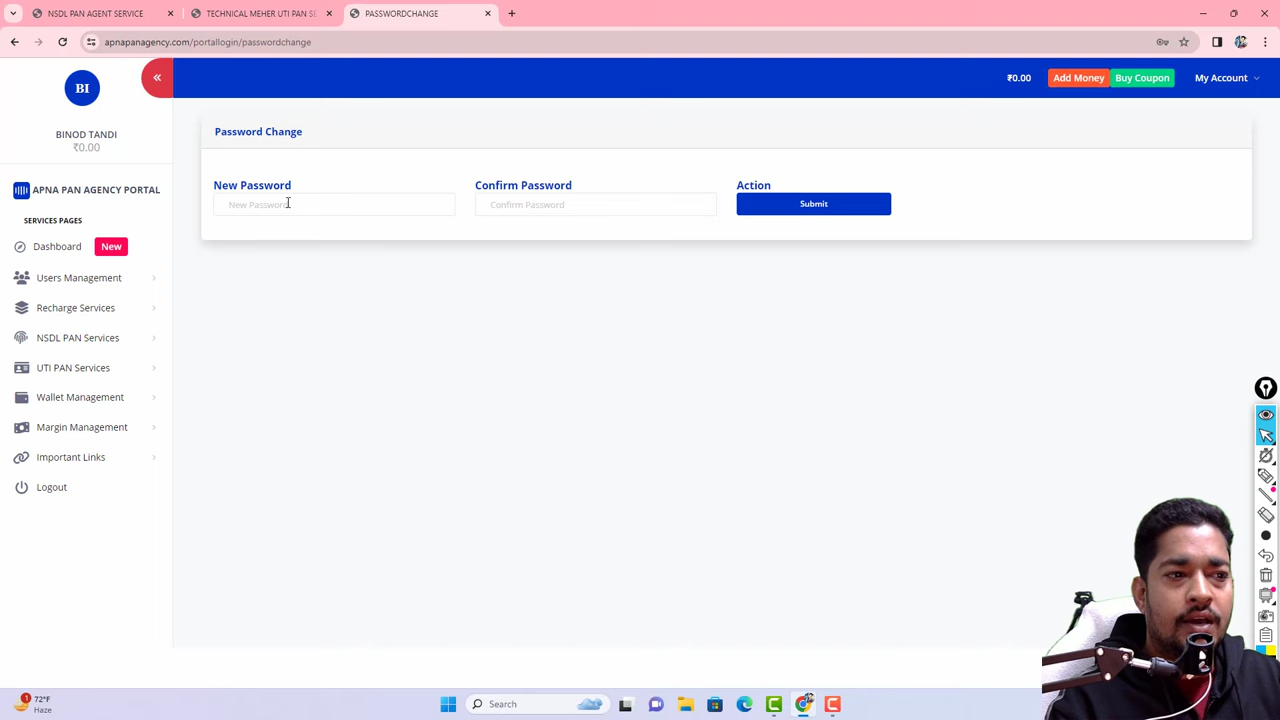 NSDL PAN AGENT SERVICE
TECHNICAL MEHER UTI PAN SE
PASSWORDCHANGE
apnapanagency.com/portallogin/passwordchange
BI
₹0.00
Add Money
Buy Coupon
My Account
BINOD TANDI
₹0.00
Password Change
APNA PAN AGENCY PORTAL
New Password
Confirm Password
Action
New Password
Confirm Password
Submit
SERVICES PAGES
Dashboard
New
Users Management
Recharge Services
NSDL PAN Services
UTI PAN Services
Wallet Management
Margin Management
Important Links
Logout
1
72°F
Haze
Search